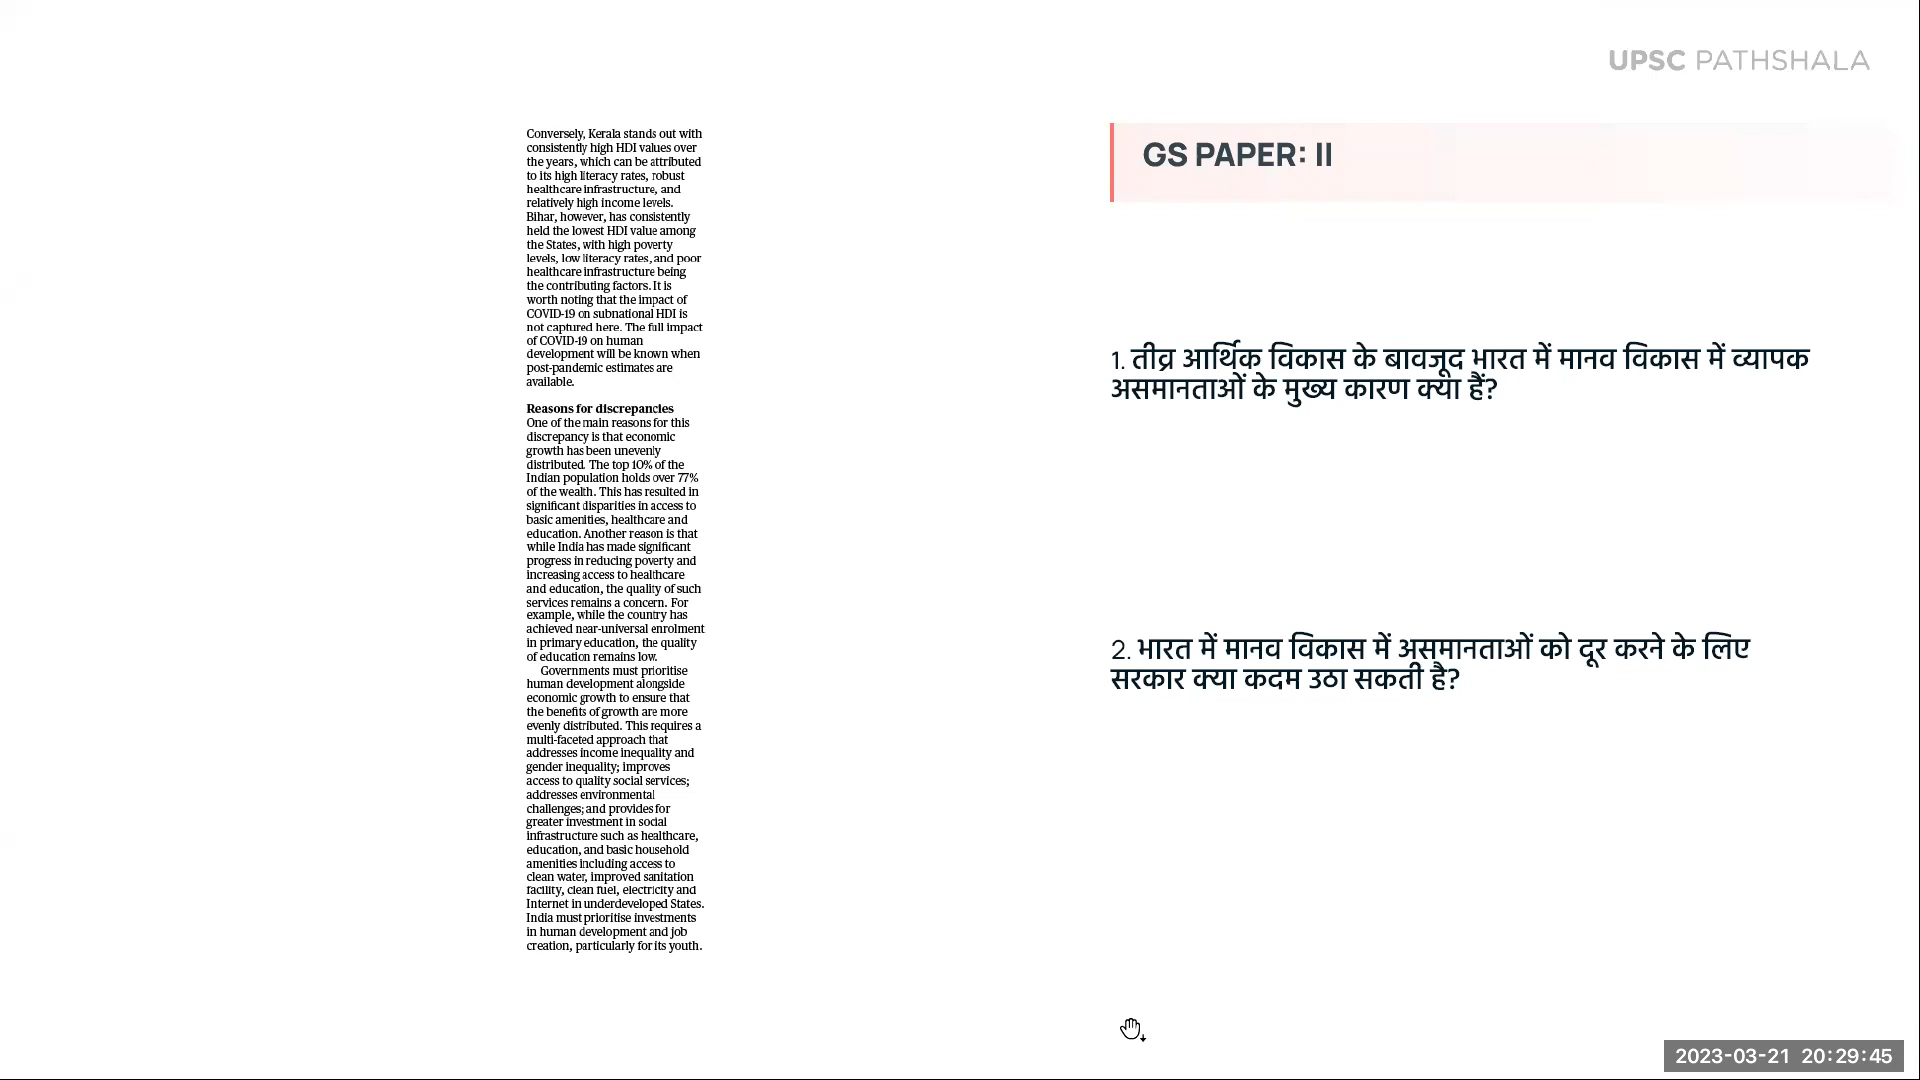 UPSC PATHSHALA
Conversely, Kerala stands out with
consistently high HDI values over
the years, which can be attributed
to its high literacy rates, robust
healthcare infrastructure, and
relatively high income levels.
Bihar, however, has consistently
held the lowest HDI value among
the States, with high poverty
levels, low literacy rates, and poor
healthcare infrastructure being
the contributing factors. It is
worth noting that the impact of
COVID-19 on subnational HDI is
not captured here. The full impact
of COVID-19 on human
development will be known when
post-pandemic estimates are
available.
Reasons for discrepancies
One of the main reasons for this
discrepancy is that economic
growth has been unevenly
distributed. The top 10% of the
Indian population holds over 77%
of the wealth. This has resulted in
significant disparities in access to
basic amenities, healthcare and
education. Another reason is that
while India has made significant
progress in reducing poverty and
increasing access to healthcare
and education, the quality of such
services remains a concern. For
example, while the country has
achieved near-universal enrolment
in primary education, the quality
of education remains low.
Governments must prioritise
human development alongside
economic growth to ensure that
the benefits of growth are more
evenly distributed. This requires a
multi-faceted approach that
addresses income inequality and
gender inequality; improves
access to quality social services;
addresses environmental
challenges; and provides for
greater investment in social
infrastructure such as healthcare,
education, and basic household
amenities including access to
clean water, improved sanitation
facility, clean fuel, electricity and
Internet in underdeveloped States.
India must prioritise investments
in human development and job
creation, particularly for its youth.
GS PAPER: II
1. तीव्र आर्थिक विकास के बावजूद भारत में मानव विकास में व्यापक
असमानताओं के मुख्य कारण क्या हैं?
2. भारत में मानव विकास में असमानताओं को दूर करने के लिए
सरकार क्या कदम उठा सकती है?
2023-03-21 20:29:45